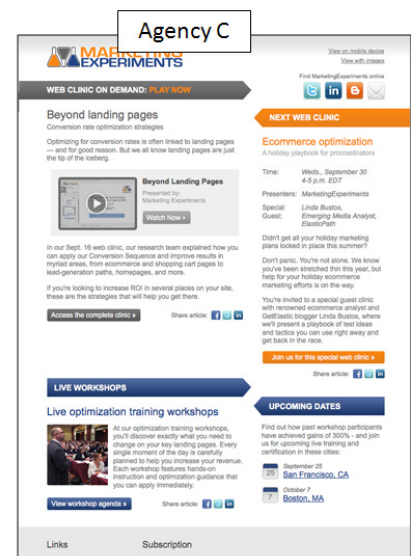 Agency C
MARKETING
EXPERIMENTS
View on mobile device
View with images
Find MarketingExperiments online
WEB CLINIC ON DEMAND: PLAY NOW
Beyond landing pages
Conversion rate optimization strategies
Optimizing for conversion rates is often linked to landing pages
— and for good reason. But we all know landing pages are just
the tip of the iceberg.
Beyond Landing Pages
Presented by:
Marketing Experiments
Watch Now »
In our Sept. 16 web clinic, our research team explained how you
can apply our Conversion Sequence and improve results in
myriad areas, from ecommerce and shopping cart pages to
lead-generation paths, homepages, and more.
If you're looking to increase ROI in several places on your site,
these are the strategies that will help you get there.
Access the complete clinic »
Share article:
NEXT WEB CLINIC
Ecommerce optimization
A holiday playbook for procrastinators
Time: Weds., September 30
4-5 p.m. EDT
Presenters: MarketingExperiments
Special Guest: Linda Bustos,
Emerging Media Analyst,
ElasticPath
Didn't get all your holiday marketing
plans locked in place this summer?
Don't panic. You're not alone. We know
you've been stretched thin this year, but
help for your holiday ecommerce
marketing efforts is on the way.
You're invited to a special guest clinic
with renowned ecommerce analyst and
GetElastic blogger Linda Bustos, where
we'll present a playbook of test ideas
and tactics you can use right away and
get back in the race.
Join us for this special web clinic »
Share article:
LIVE WORKSHOPS
Live optimization training workshops
At our optimization training workshops,
you'll discover exactly what you need to
change on your key landing pages. Every
single moment of the day is carefully
planned to help you increase your revenue.
Each workshop features hands-on
instruction and optimization guidance that
you can apply immediately.
View workshop agenda »
Share article:
UPCOMING DATES
Find out how past workshop participants
have achieved gains of 300% - and join
us for upcoming live training and
certification in these cities:
25
September 25
San Francisco, CA
7
October 7
Boston, MA
Links
Subscription